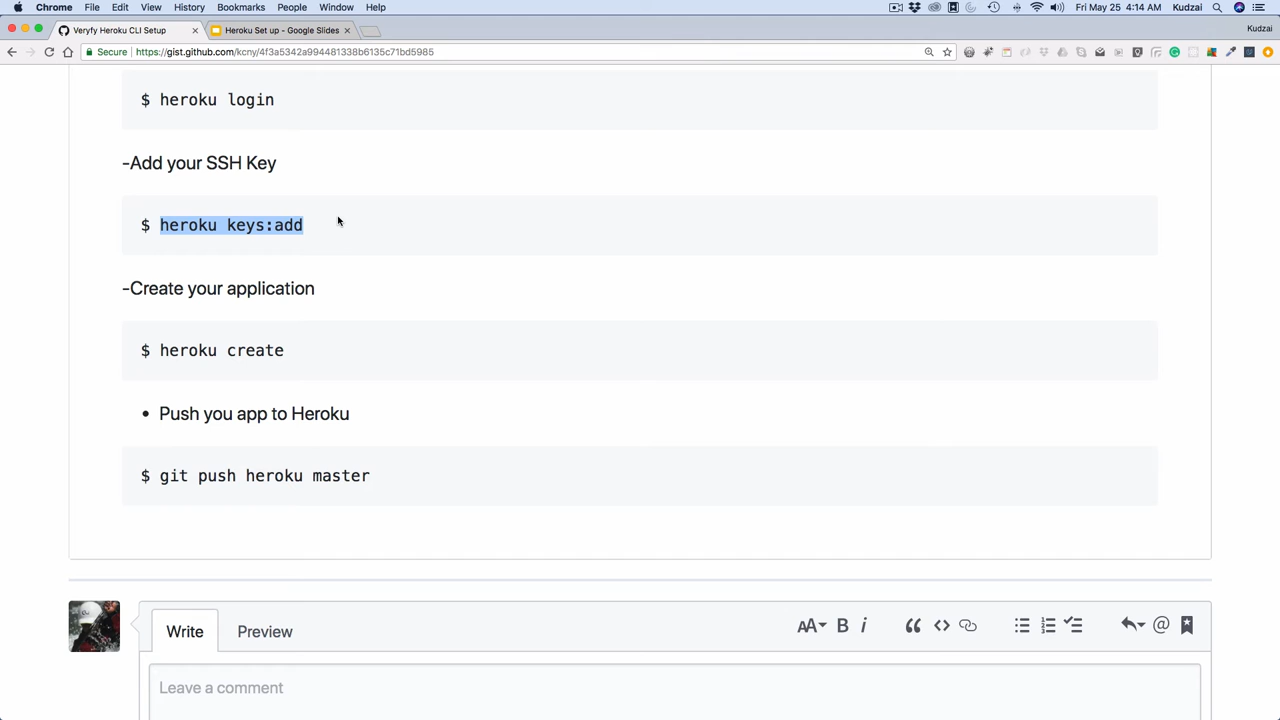 Chrome File Edit View History Bookmarks People Window Help Fri May 25 4:14 AM Kudzai
Veryfy Heroku CLI Setup Heroku Set up - Google Slides Kudzai
Secure https://gist.github.com/kcny/4f3a5342a994481338b6135c71bd5985
$ heroku login
-Add your SSH Key
$ heroku keys:add
-Create your application
$ heroku create
• Push you app to Heroku
$ git push heroku master
Write Preview AA B i
Leave a comment